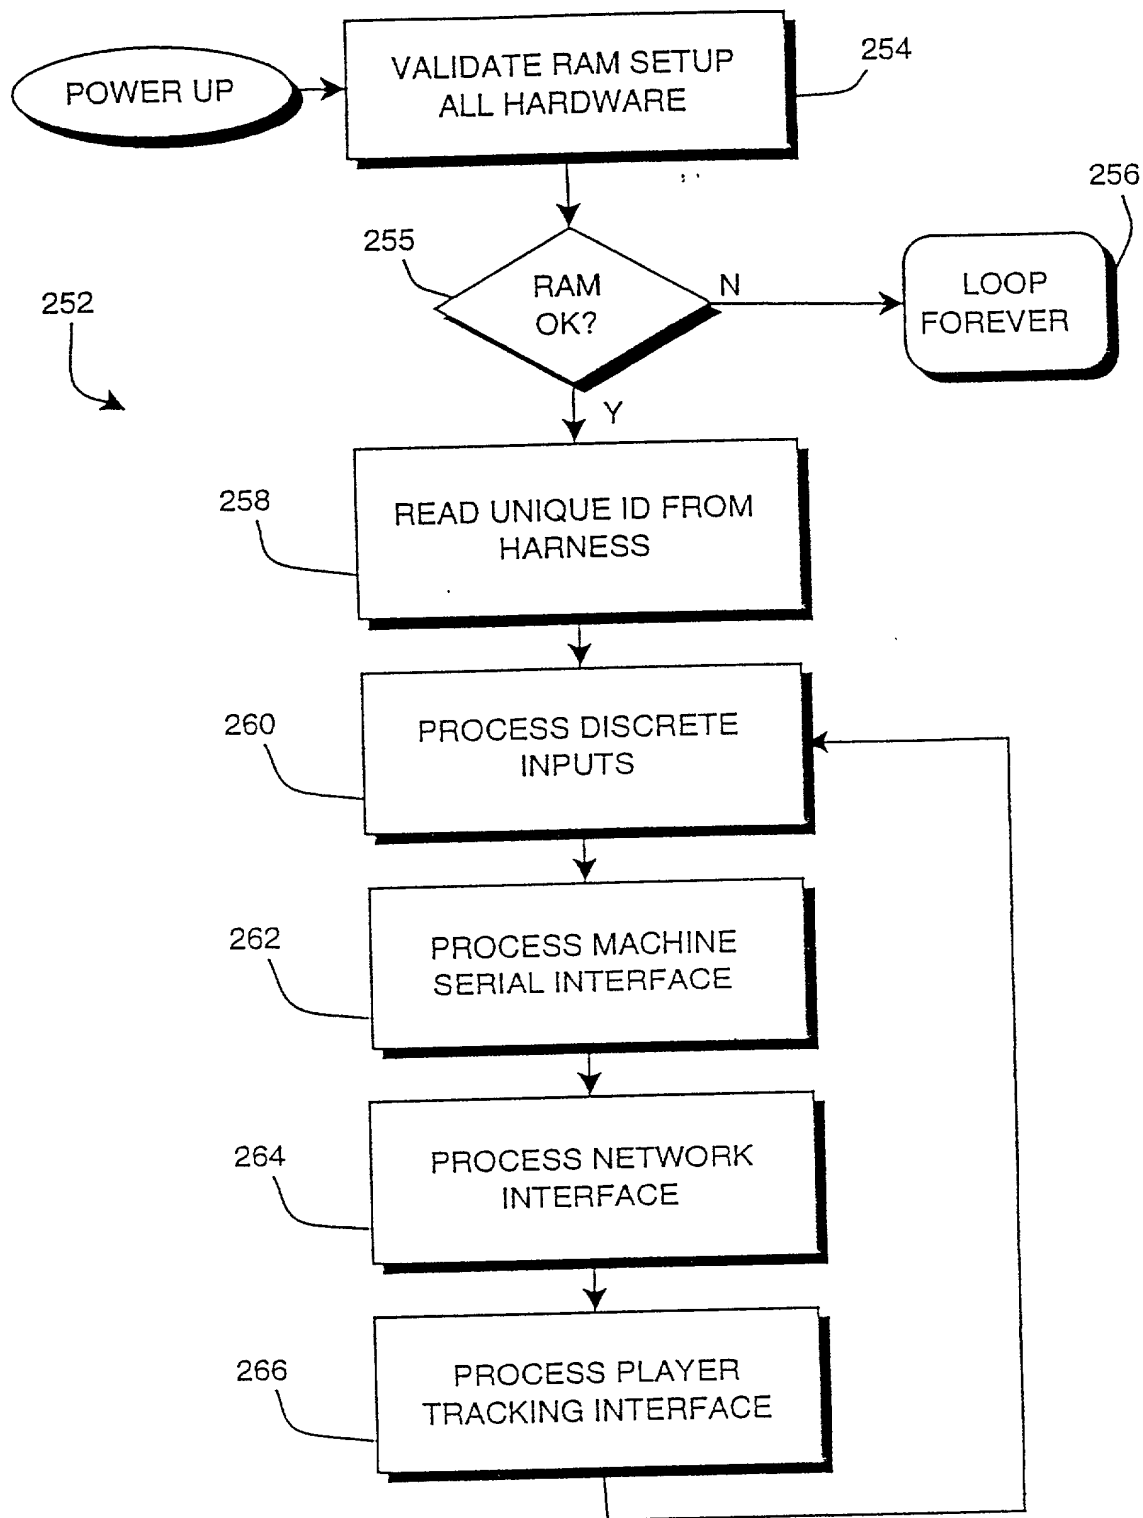 POWER UP
VALIDATE RAM SETUP
ALL HARDWARE
254
255
RAM
OK?
N
256
LOOP
FOREVER
252
Y
258
READ UNIQUE ID FROM
HARNESS
260
PROCESS DISCRETE
INPUTS
262
PROCESS MACHINE
SERIAL INTERFACE
264
PROCESS NETWORK
INTERFACE
266
PROCESS PLAYER
TRACKING INTERFACE